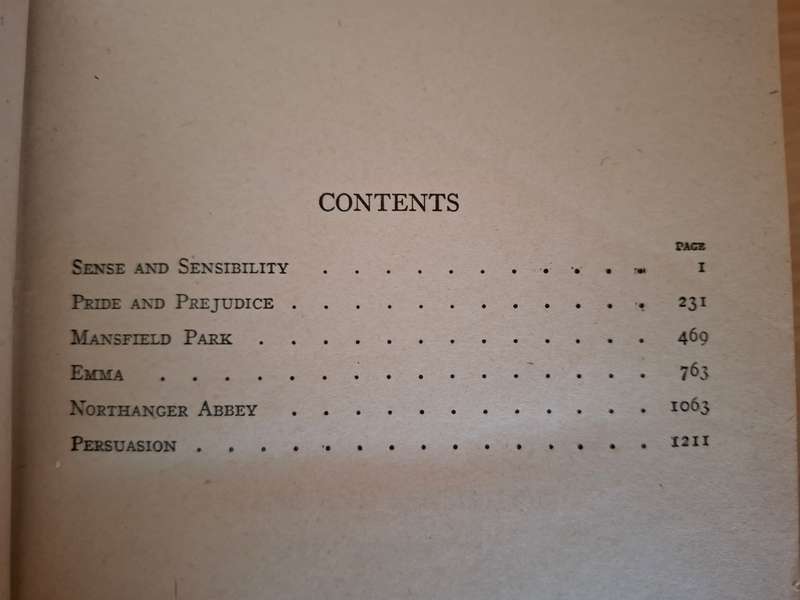 CONTENTS
PAGE
SENSE AND SENSIBILITY . . . . . . . . . . . 1
PRIDE AND PREJUDICE . . . . . . . . . . . . 231
MANSFIELD PARK . . . . . . . . . . . . . 469
EMMA . . . . . . . . . . . . . . . . 763
NORTHANGER ABBEY . . . . . . . . . . . . 1063
PERSUASION . . . . . . . . . . . . . . . 1211